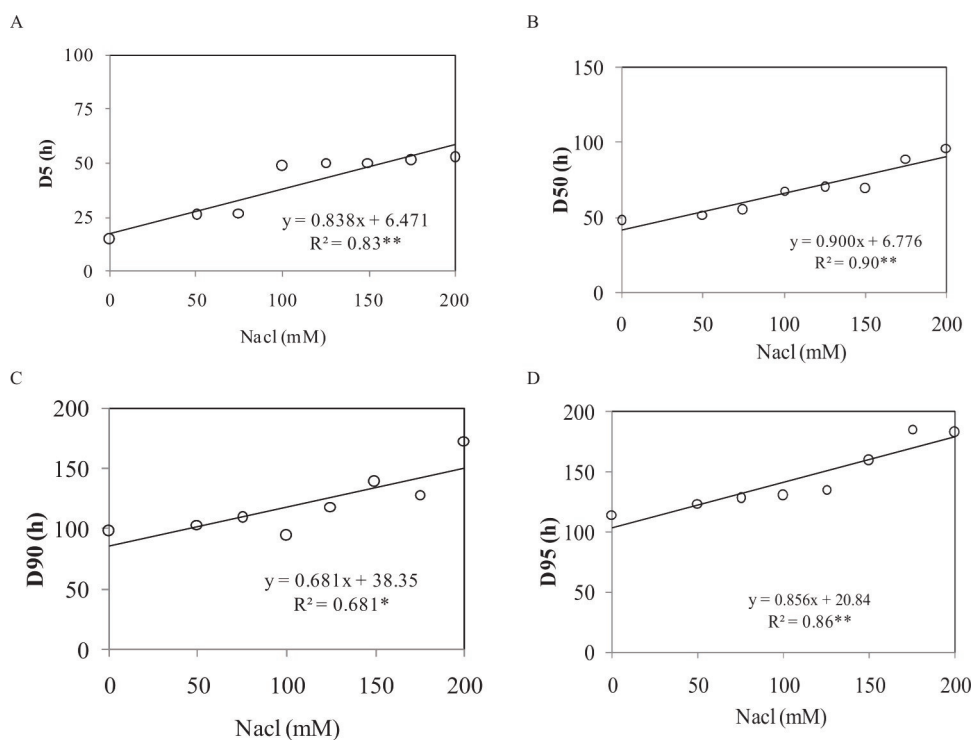 A
100
75
50
25
0
D5 (h)
y = 0.838x + 6.471
R² = 0.83**
0 50 100 150 200
Nacl (mM)
B
150
100
50
0
D50 (h)
y = 0.900x + 6.776
R² = 0.90**
0 50 100 150 200
Nacl (mM)
C
200
150
100
50
0
D90 (h)
y = 0.681x + 38.35
R² = 0.681*
0 50 100 150 200
Nacl (mM)
D
200
150
100
50
0
D95 (h)
y = 0.856x + 20.84
R² = 0.86**
0 50 100 150 200
Nacl (mM)